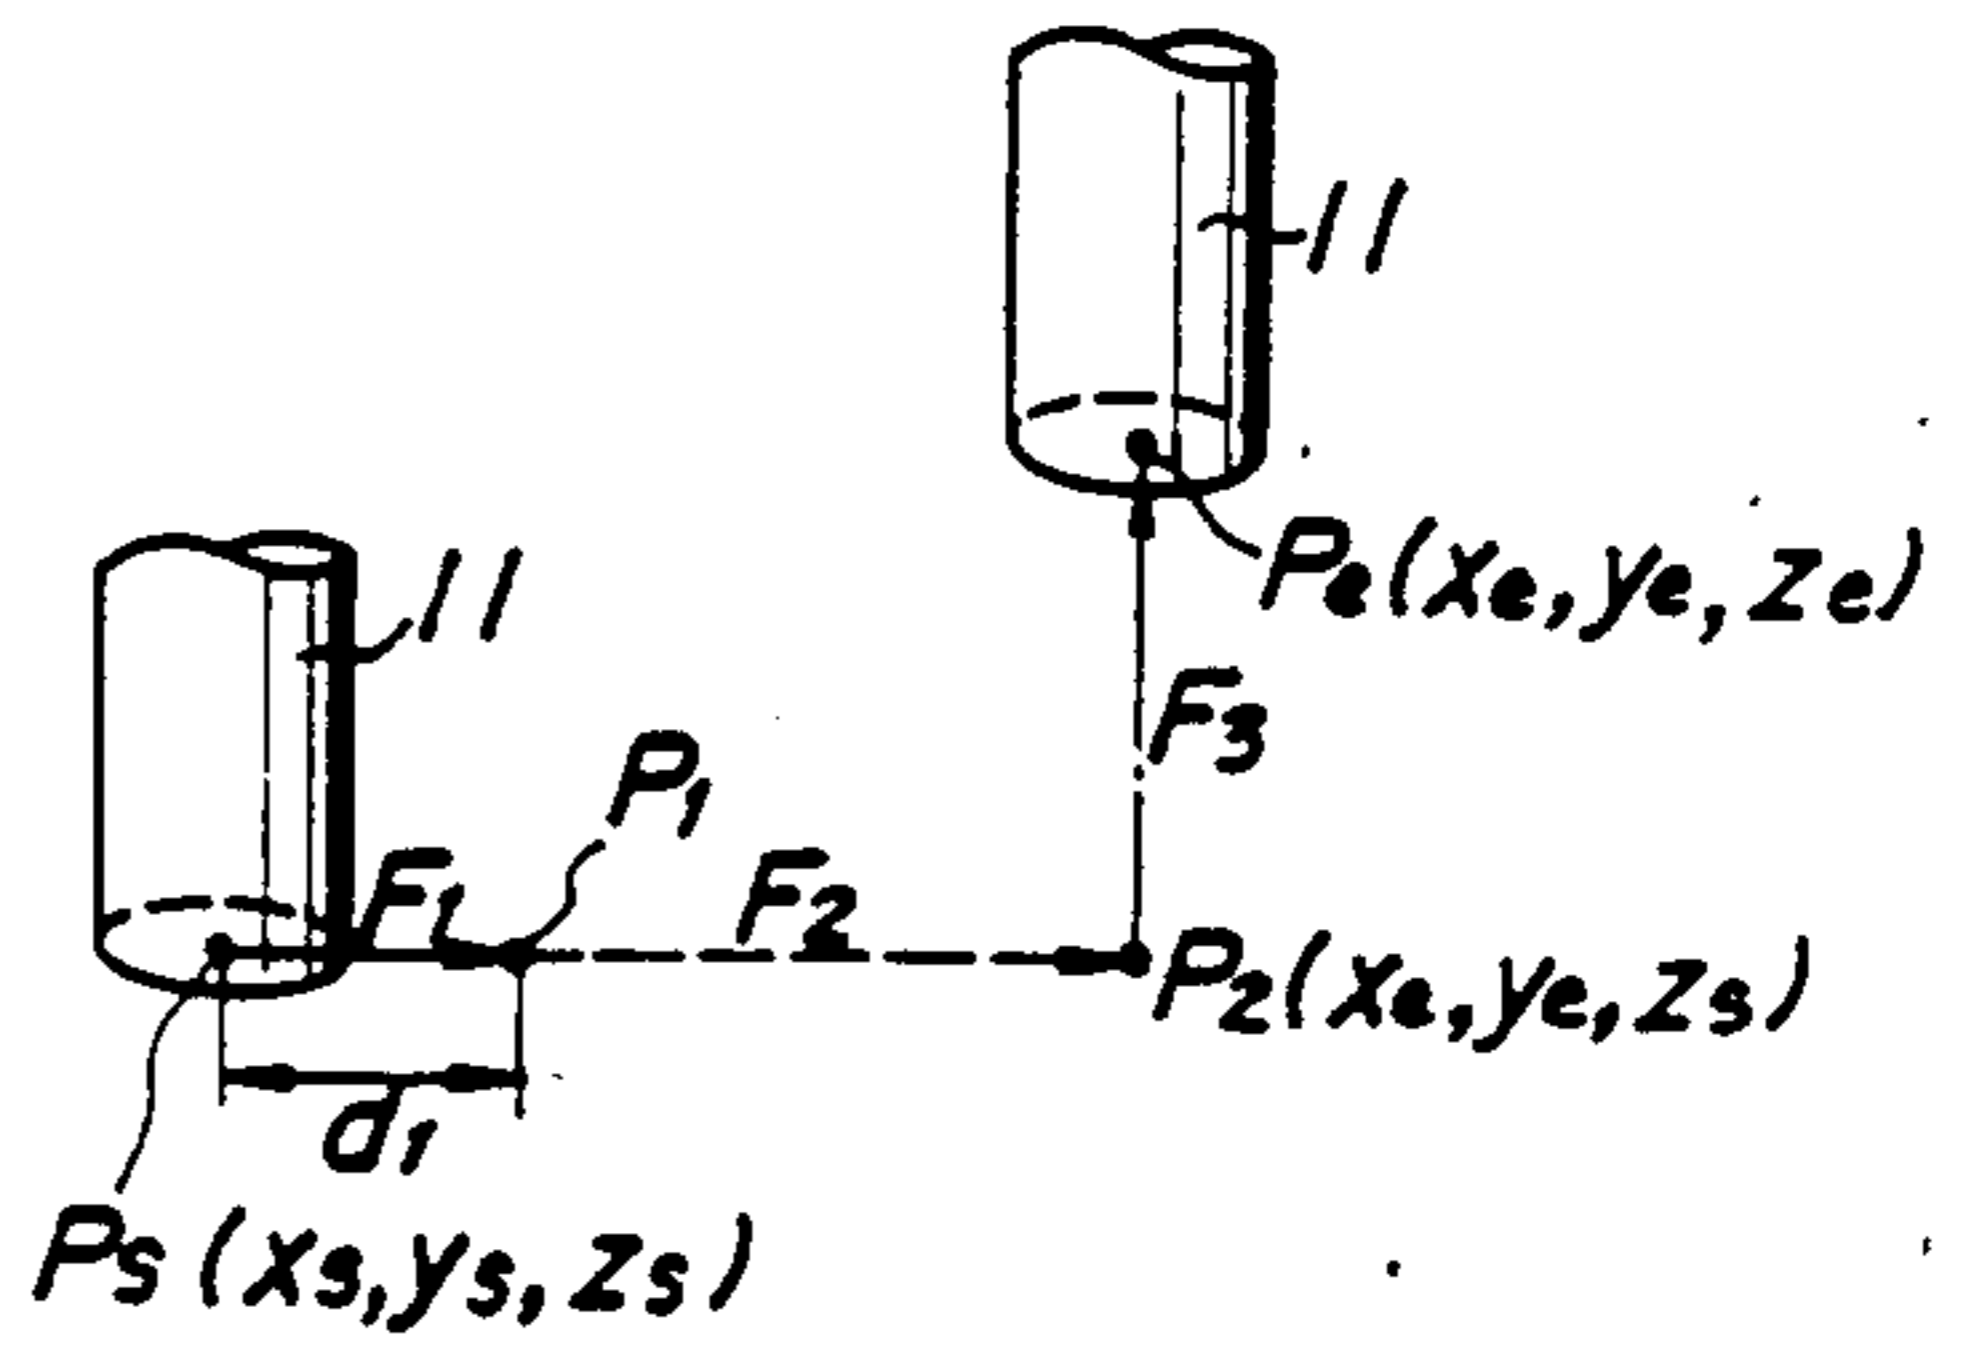 11
Pe(xe, ye, ze)
11
F3
P1
F1
F2
P2(xe, ye, zs)
d1
Ps (xs, ys, zs)